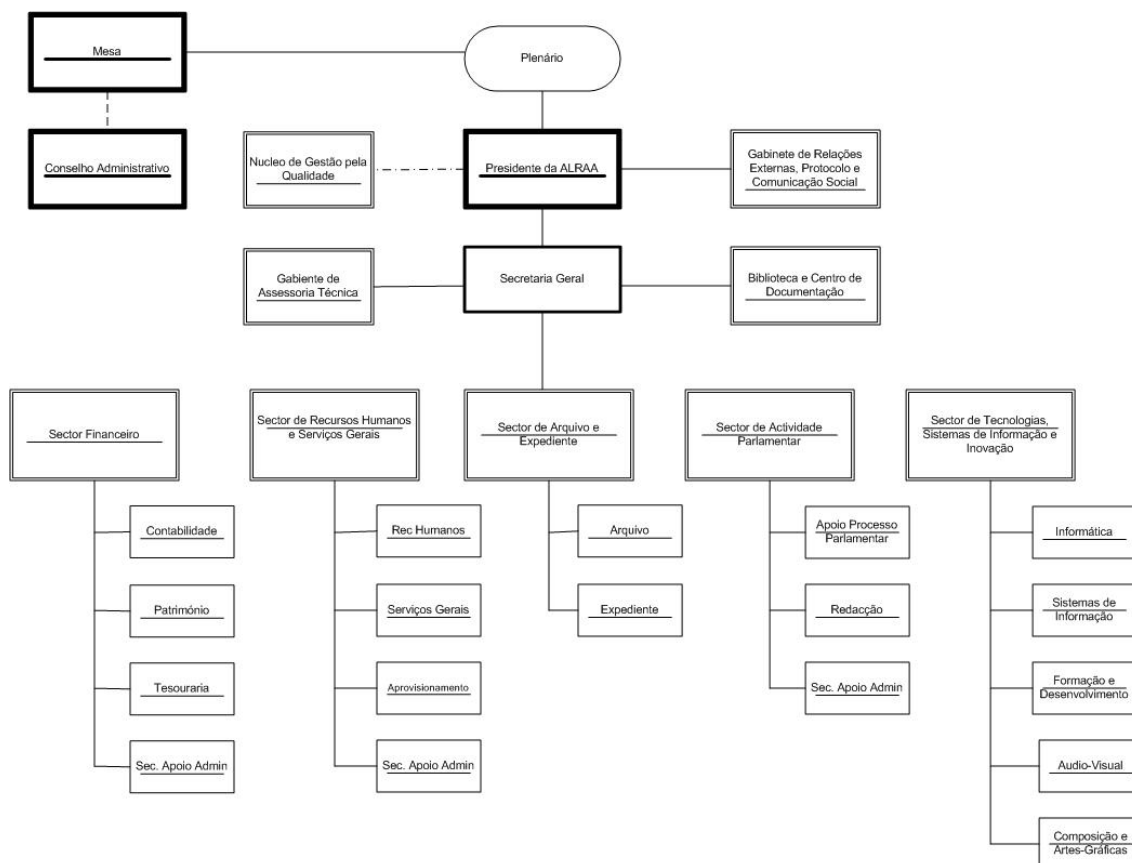 Mesa
Plenário
Conselho Administrativo
Nucleo de Gestão pela
Qualidade
Presidente da ALRAA
Gabinete de Relações
Externas, Protocolo e
Comunicação Social
Gabiente de
Assessoria Técnica
Secretaria Geral
Biblioteca e Centro de
Documentação
Sector Financeiro
Sector de Recursos Humanos
e Serviços Gerais
Sector de Arquivo e
Expediente
Sector de Actividade
Parlamentar
Sector de Tecnologias,
Sistemas de Informação e
Inovação
Contabilidade
Património
Tesouraria
Sec. Apoio Admin
Rec Humanos
Serviços Gerais
Aprovisionamento
Sec. Apoio Admin
Arquivo
Expediente
Apoio Processo
Parlamentar
Redacção
Sec. Apoio Admin
Informática
Sistemas de
Informação
Formação e
Desenvolvimento
Audio-Visual
Composição e
Artes-Gráficas